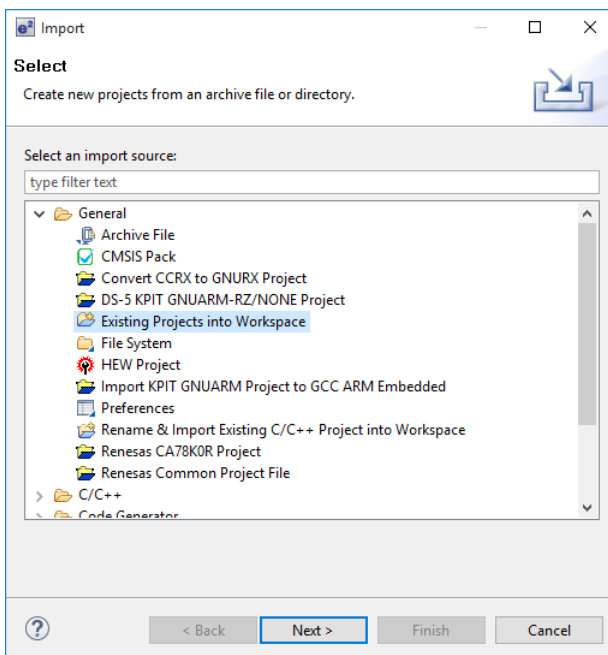 e² Import
Select
Create new projects from an archive file or directory.
Select an import source:
type filter text
General
Archive File
CMSIS Pack
Convert CCRX to GNURX Project
DS-5 KPIT GNUARM-RZ/NONE Project
Existing Projects into Workspace
File System
HEW Project
Import KPIT GNUARM Project to GCC ARM Embedded
Preferences
Rename & Import Existing C/C++ Project into Workspace
Renesas CA78K0R Project
Renesas Common Project File
C/C++
Code Generator
? < Back Next > Finish Cancel